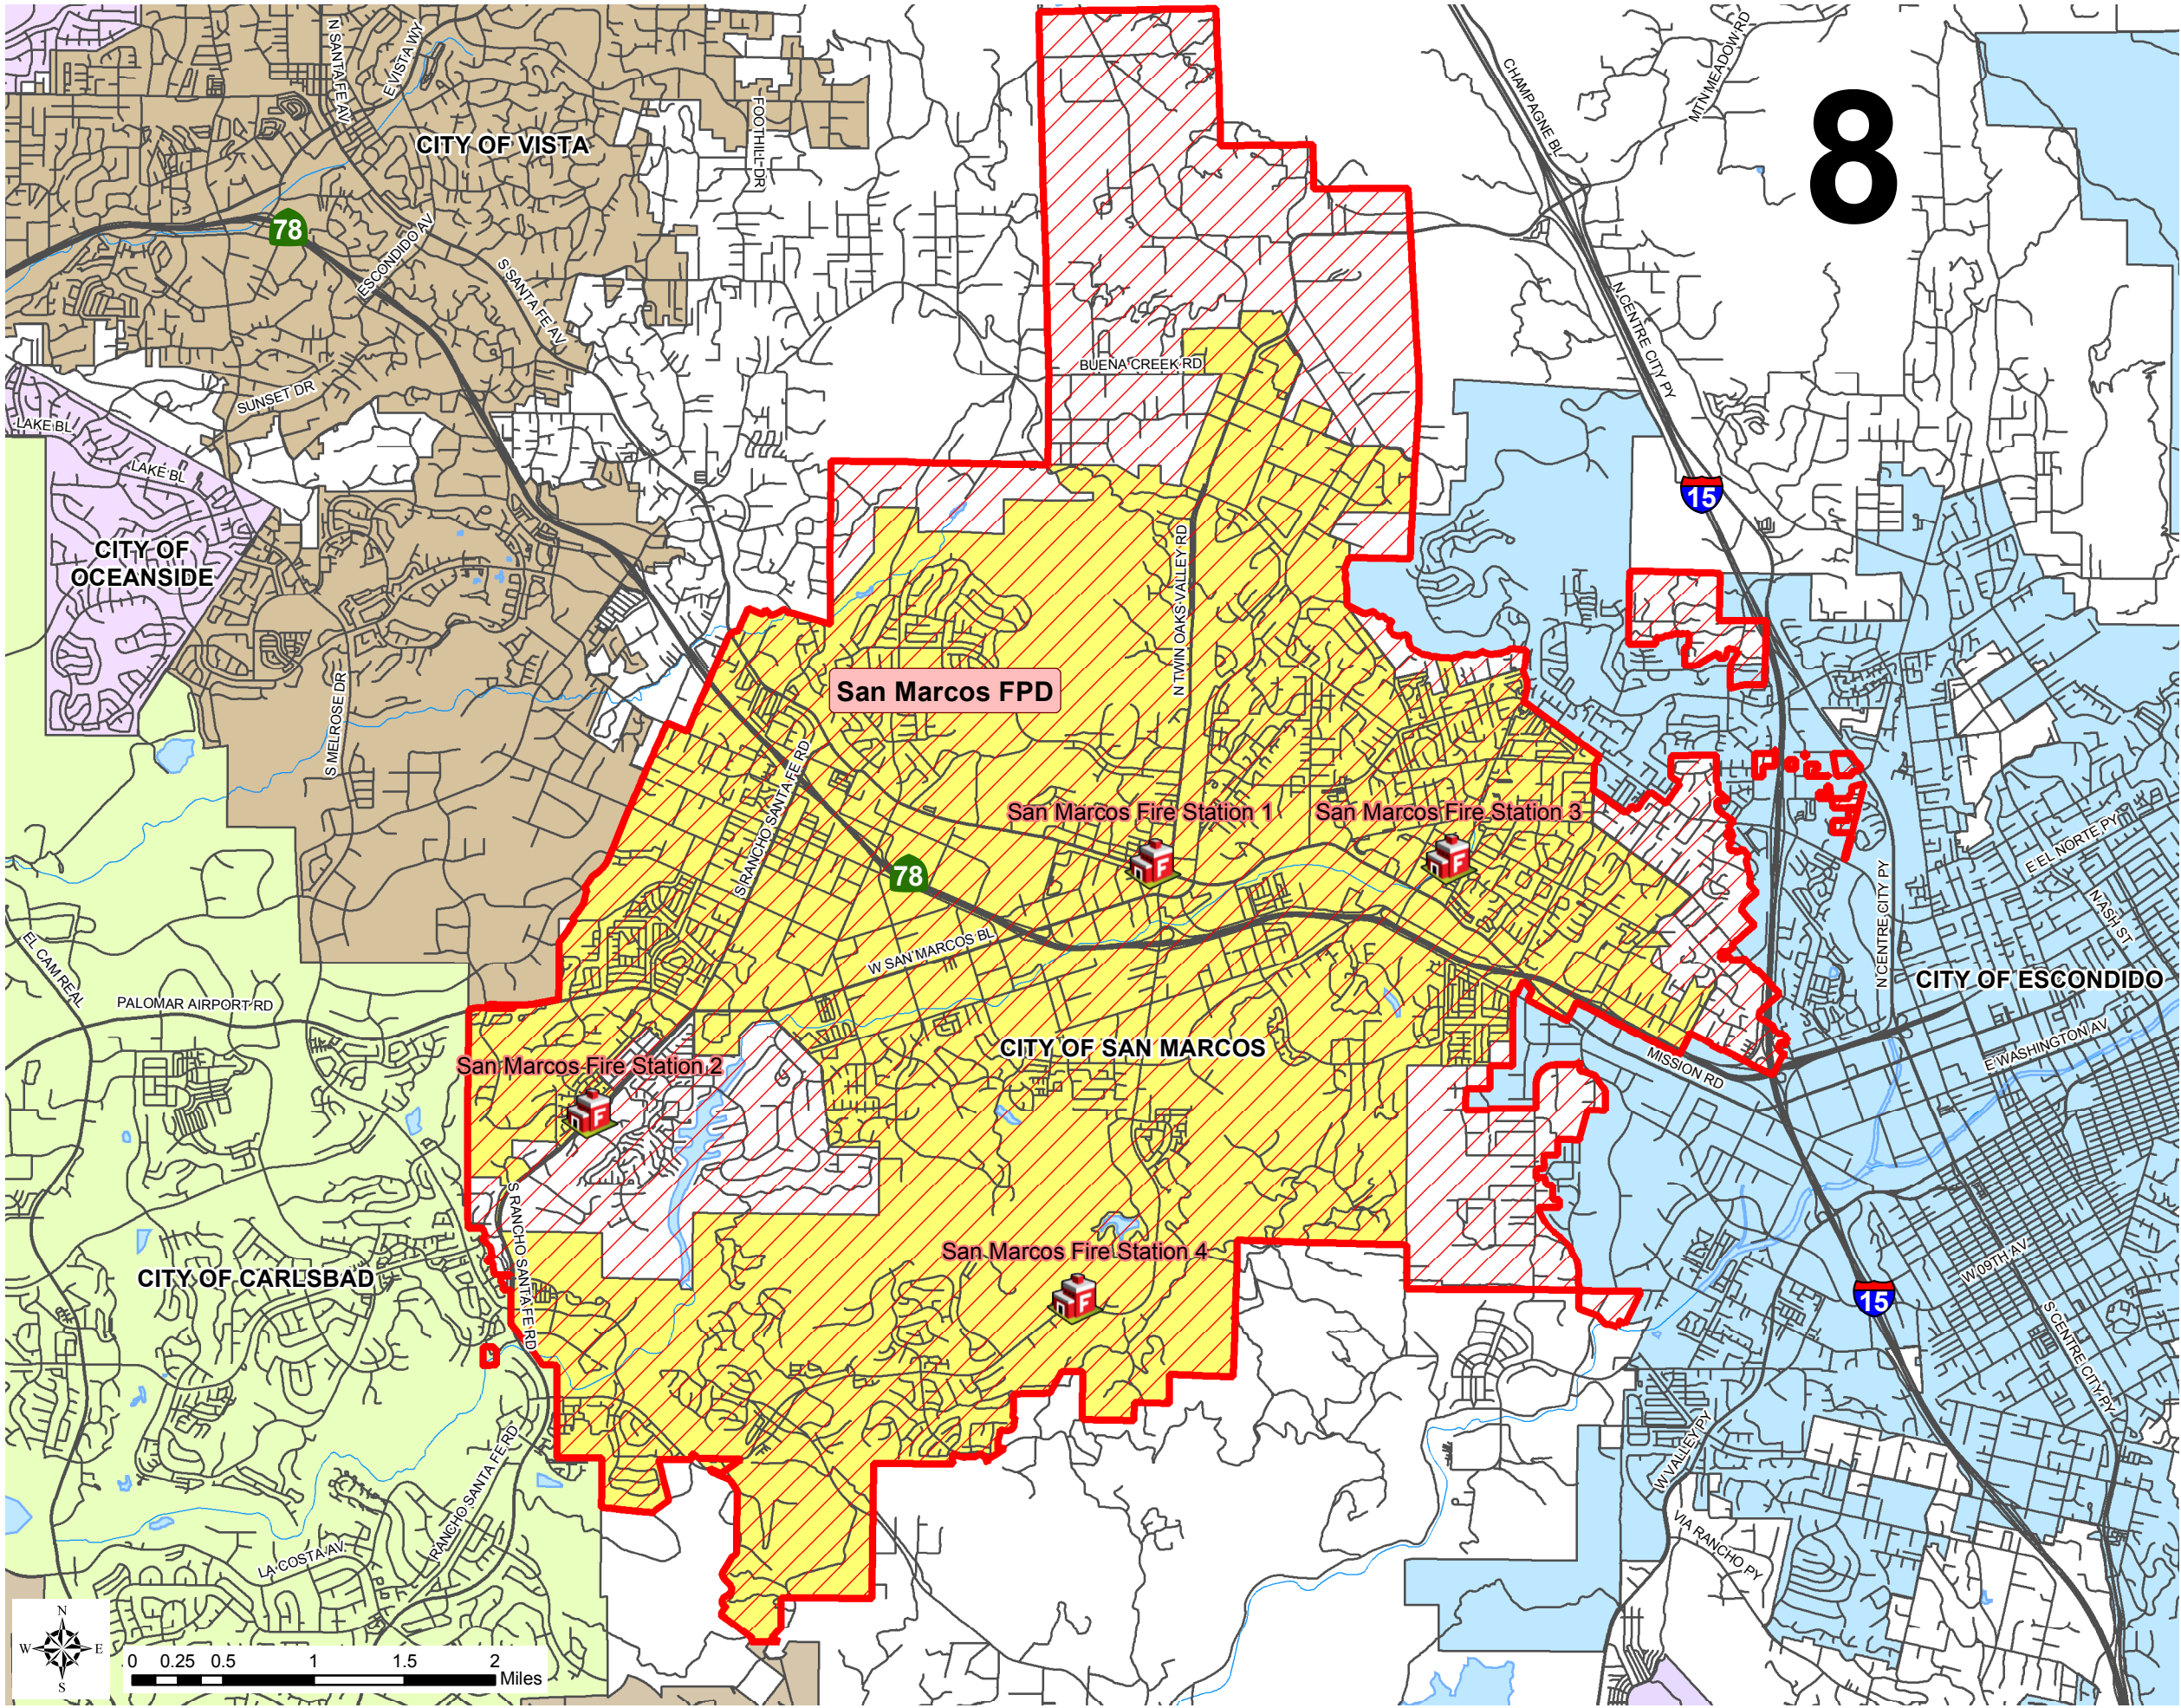 N SANTA FE AV
E VISTA WY
CITY OF VISTA
FOOTHILL DR
CHAMPAGNE BL
MTN MEADOW RD
8
78
ESCONDIDO AV
S SANTA FE AV
N CENTRE CITY PY
BUENA CREEK RD
SUNSET DR
LAKE BL
LAKE BL
15
CITY OF
OCEANSIDE
N TWIN OAKS VALLEY RD
San Marcos FPD
S MELROSE DR
S RANCHO SANTA FE RD
San Marcos Fire Station 1
San Marcos Fire Station 3
F
F
78
E EL NORTE PY
N ASH ST
N CENTRE CITY PY
W SAN MARCOS BL
EL CAM REAL
CITY OF ESCONDIDO
PALOMAR AIRPORT RD
E WASHINGTON AV
CITY OF SAN MARCOS
MISSION RD
San Marcos Fire Station 2
F
S RANCHO SANTA FE RD
San Marcos Fire Station 4
F
W 09TH AV
CITY OF CARLSBAD
15
S CENTRE CITY PY
W VALLEY PY
RANCHO SANTA FE RD
LA COSTA AV
VIA RANCHO PY
N
W E
S
0 0.25 0.5 1 1.5 2
Miles